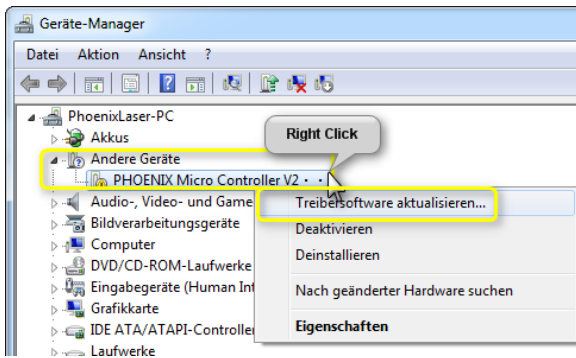 Geräte-Manager
Datei Aktion Ansicht ?
PhoenixLaser-PC
Right Click
Akkus
Andere Geräte
PHOENIX Micro Controller V2 · ·
Audio-, Video- und Game
Treibersoftware aktualisieren...
Bildverarbeitungsgeräte
Deaktivieren
Computer
Deinstallieren
DVD/CD-ROM-Laufwerke
Eingabegeräte (Human Int
Nach geänderter Hardware suchen
Grafikkarte
IDE ATA/ATAPI-Controller
Eigenschaften
Laufwerke